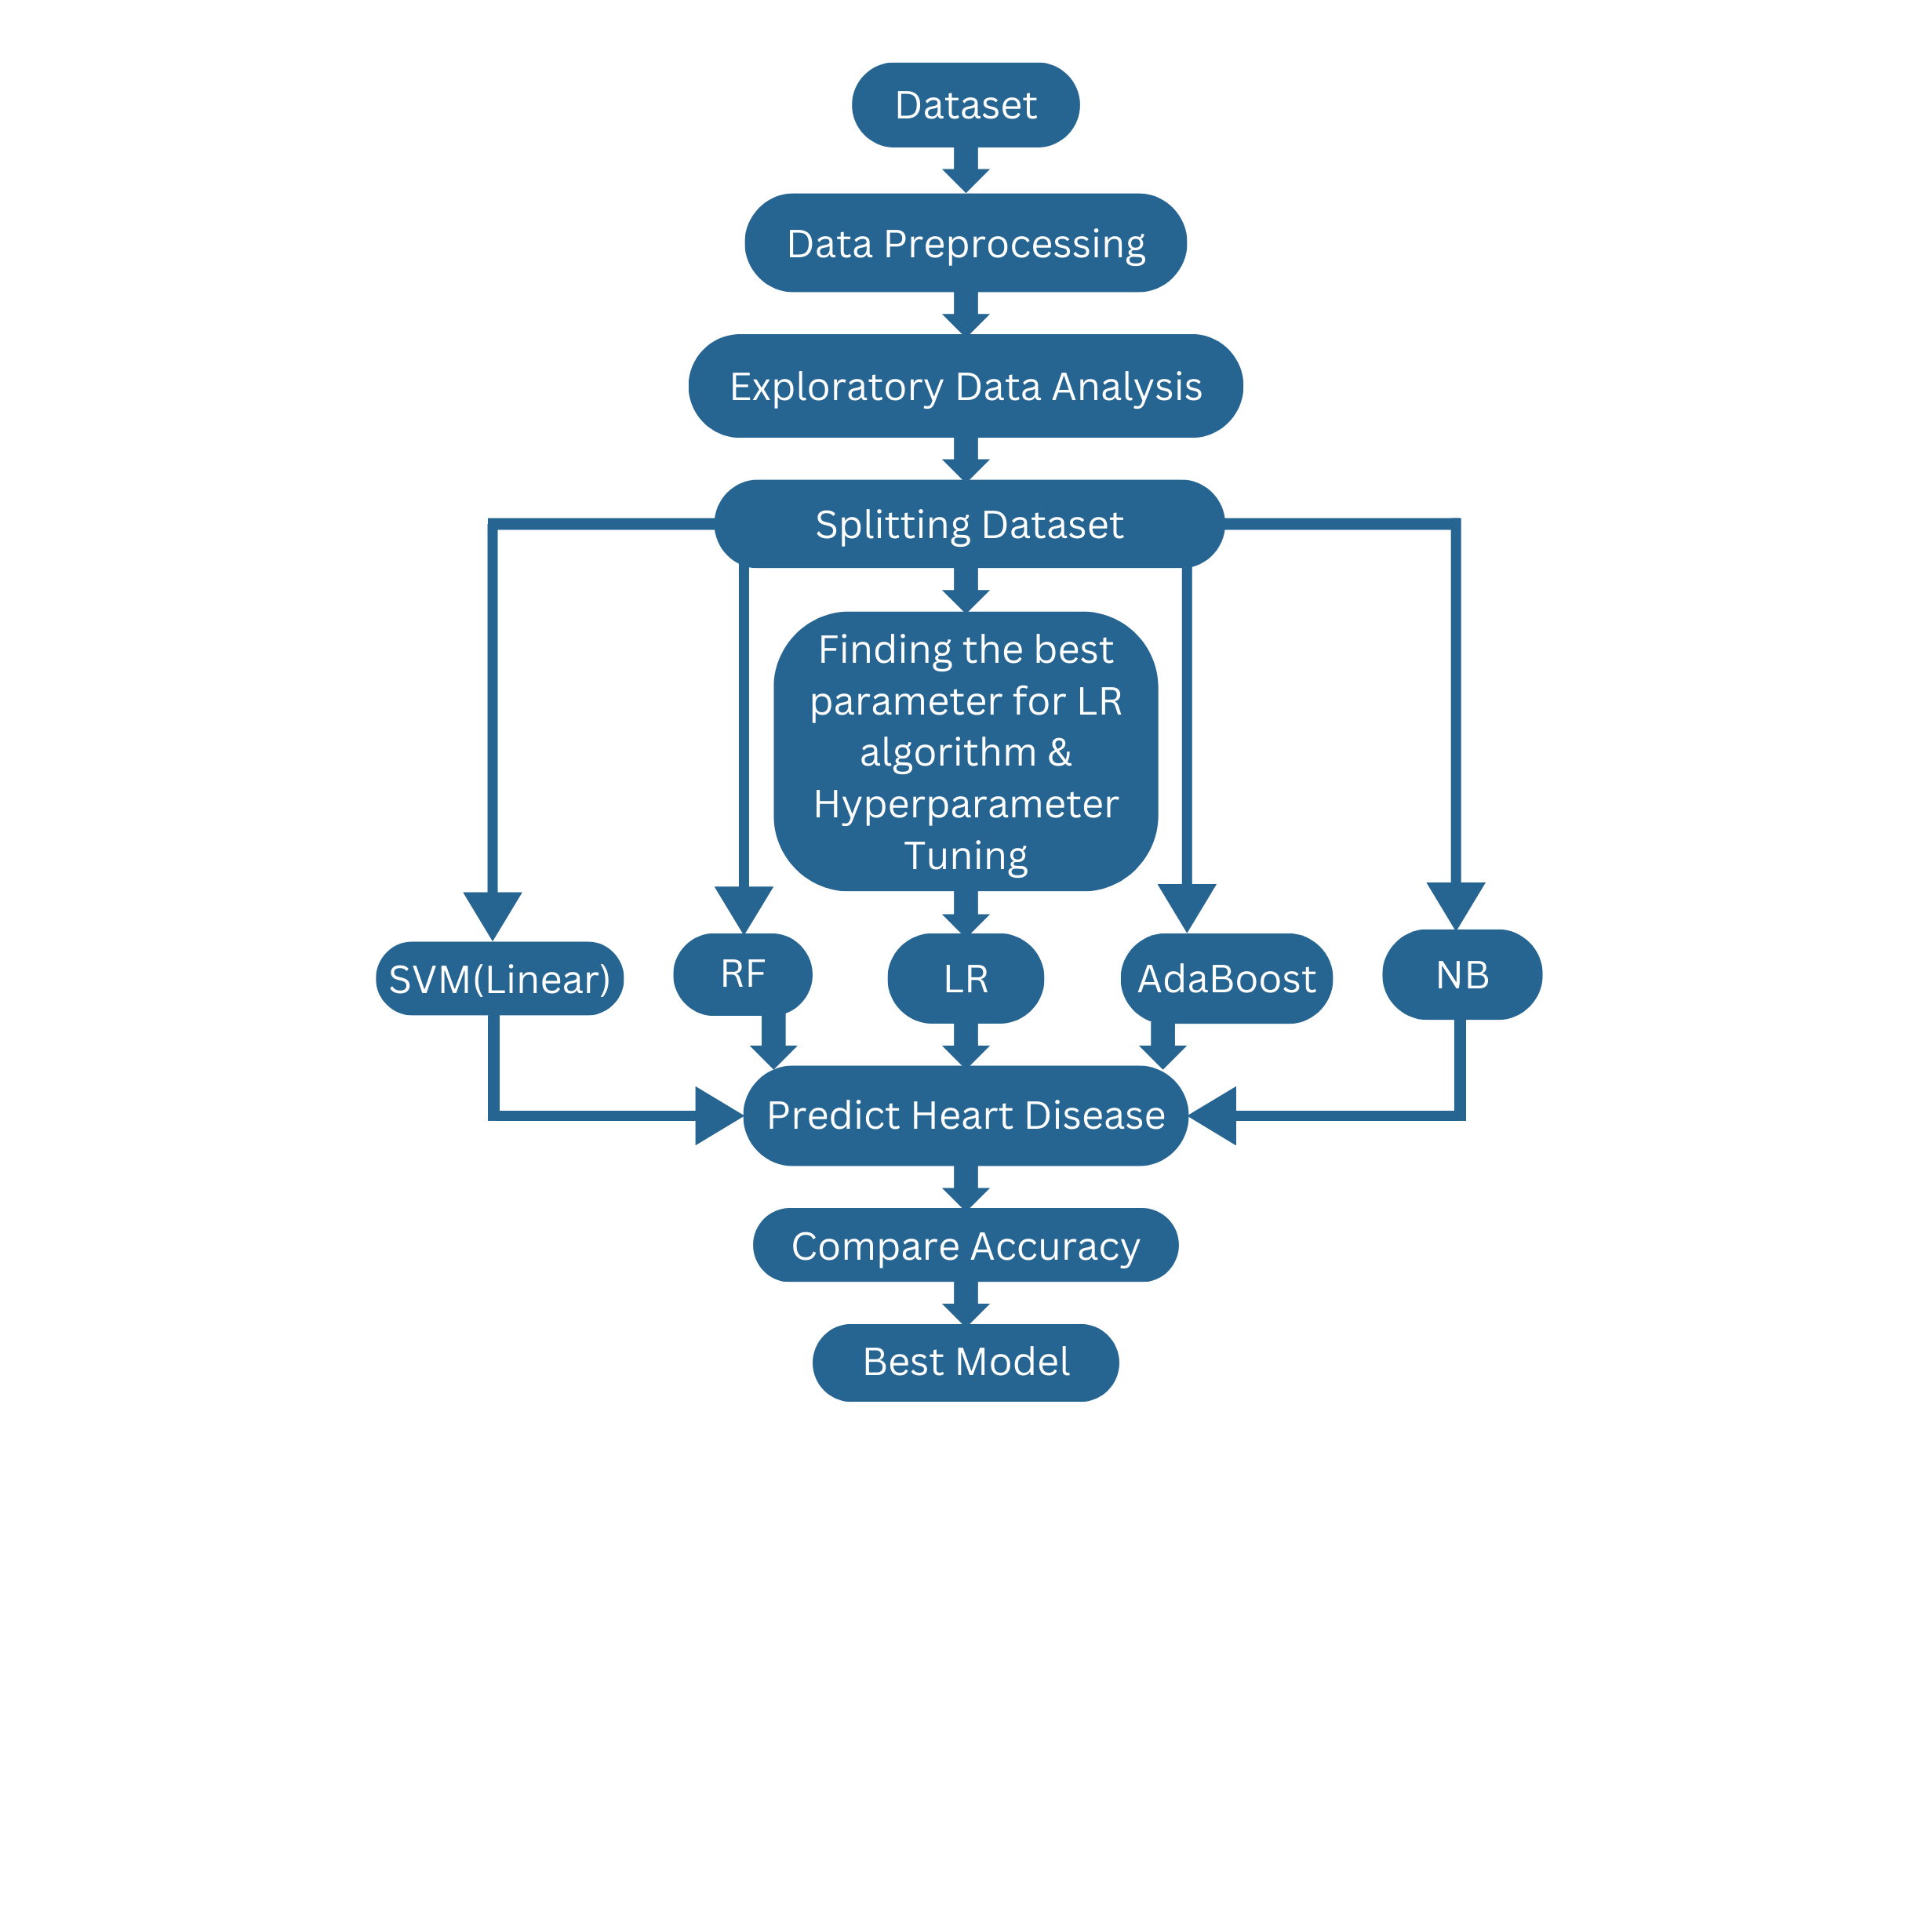 Dataset
Data Preprocessing
Exploratory Data Analysis
Splitting Dataset
Finding the best
parameter for LR
algorithm &
Hyperparameter
Tuning
SVM(Linear)
RF
LR
AdaBoost
NB
Predict Heart Disease
Compare Accuracy
Best Model